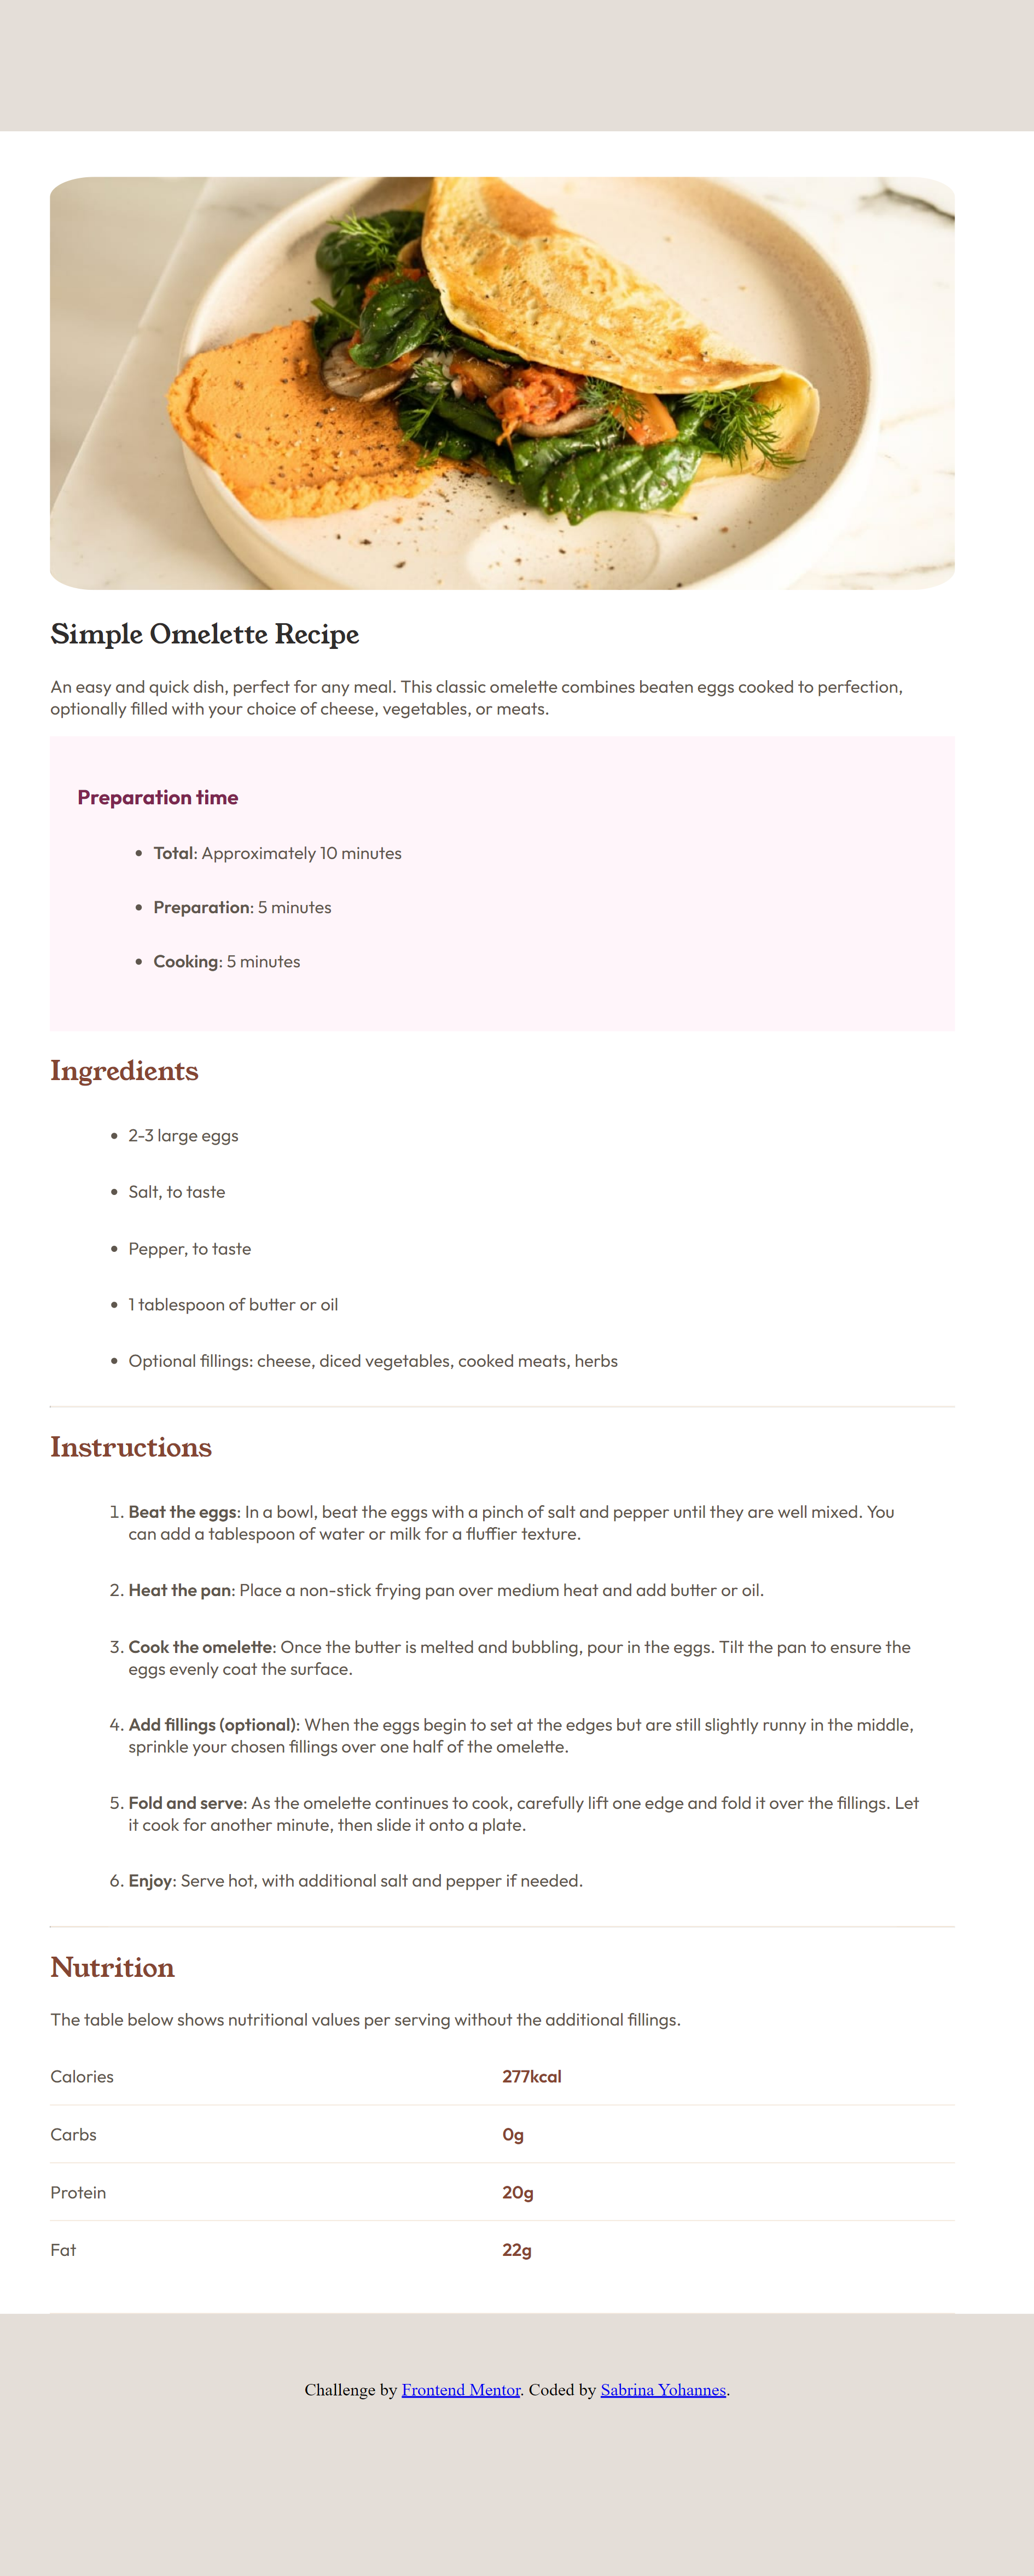 Simple Omelette Recipe
An easy and quick dish, perfect for any meal. This classic omelette combines beaten eggs cooked to perfection,
optionally filled with your choice of cheese, vegetables, or meats.
Preparation time
• Total: Approximately 10 minutes
• Preparation: 5 minutes
• Cooking: 5 minutes
Ingredients
• 2-3 large eggs
• Salt, to taste
• Pepper, to taste
• 1 tablespoon of butter or oil
• Optional fillings: cheese, diced vegetables, cooked meats, herbs
Instructions
1. Beat the eggs: In a bowl, beat the eggs with a pinch of salt and pepper until they are well mixed. You
can add a tablespoon of water or milk for a fluffier texture.
2. Heat the pan: Place a non-stick frying pan over medium heat and add butter or oil.
3. Cook the omelette: Once the butter is melted and bubbling, pour in the eggs. Tilt the pan to ensure the
eggs evenly coat the surface.
4. Add fillings (optional): When the eggs begin to set at the edges but are still slightly runny in the middle,
sprinkle your chosen fillings over one half of the omelette.
5. Fold and serve: As the omelette continues to cook, carefully lift one edge and fold it over the fillings. Let
it cook for another minute, then slide it onto a plate.
6. Enjoy: Serve hot, with additional salt and pepper if needed.
Nutrition
The table below shows nutritional values per serving without the additional fillings.
Calories 277kcal
Carbs 0g
Protein 20g
Fat 22g
Challenge by Frontend Mentor. Coded by Sabrina Yohannes.